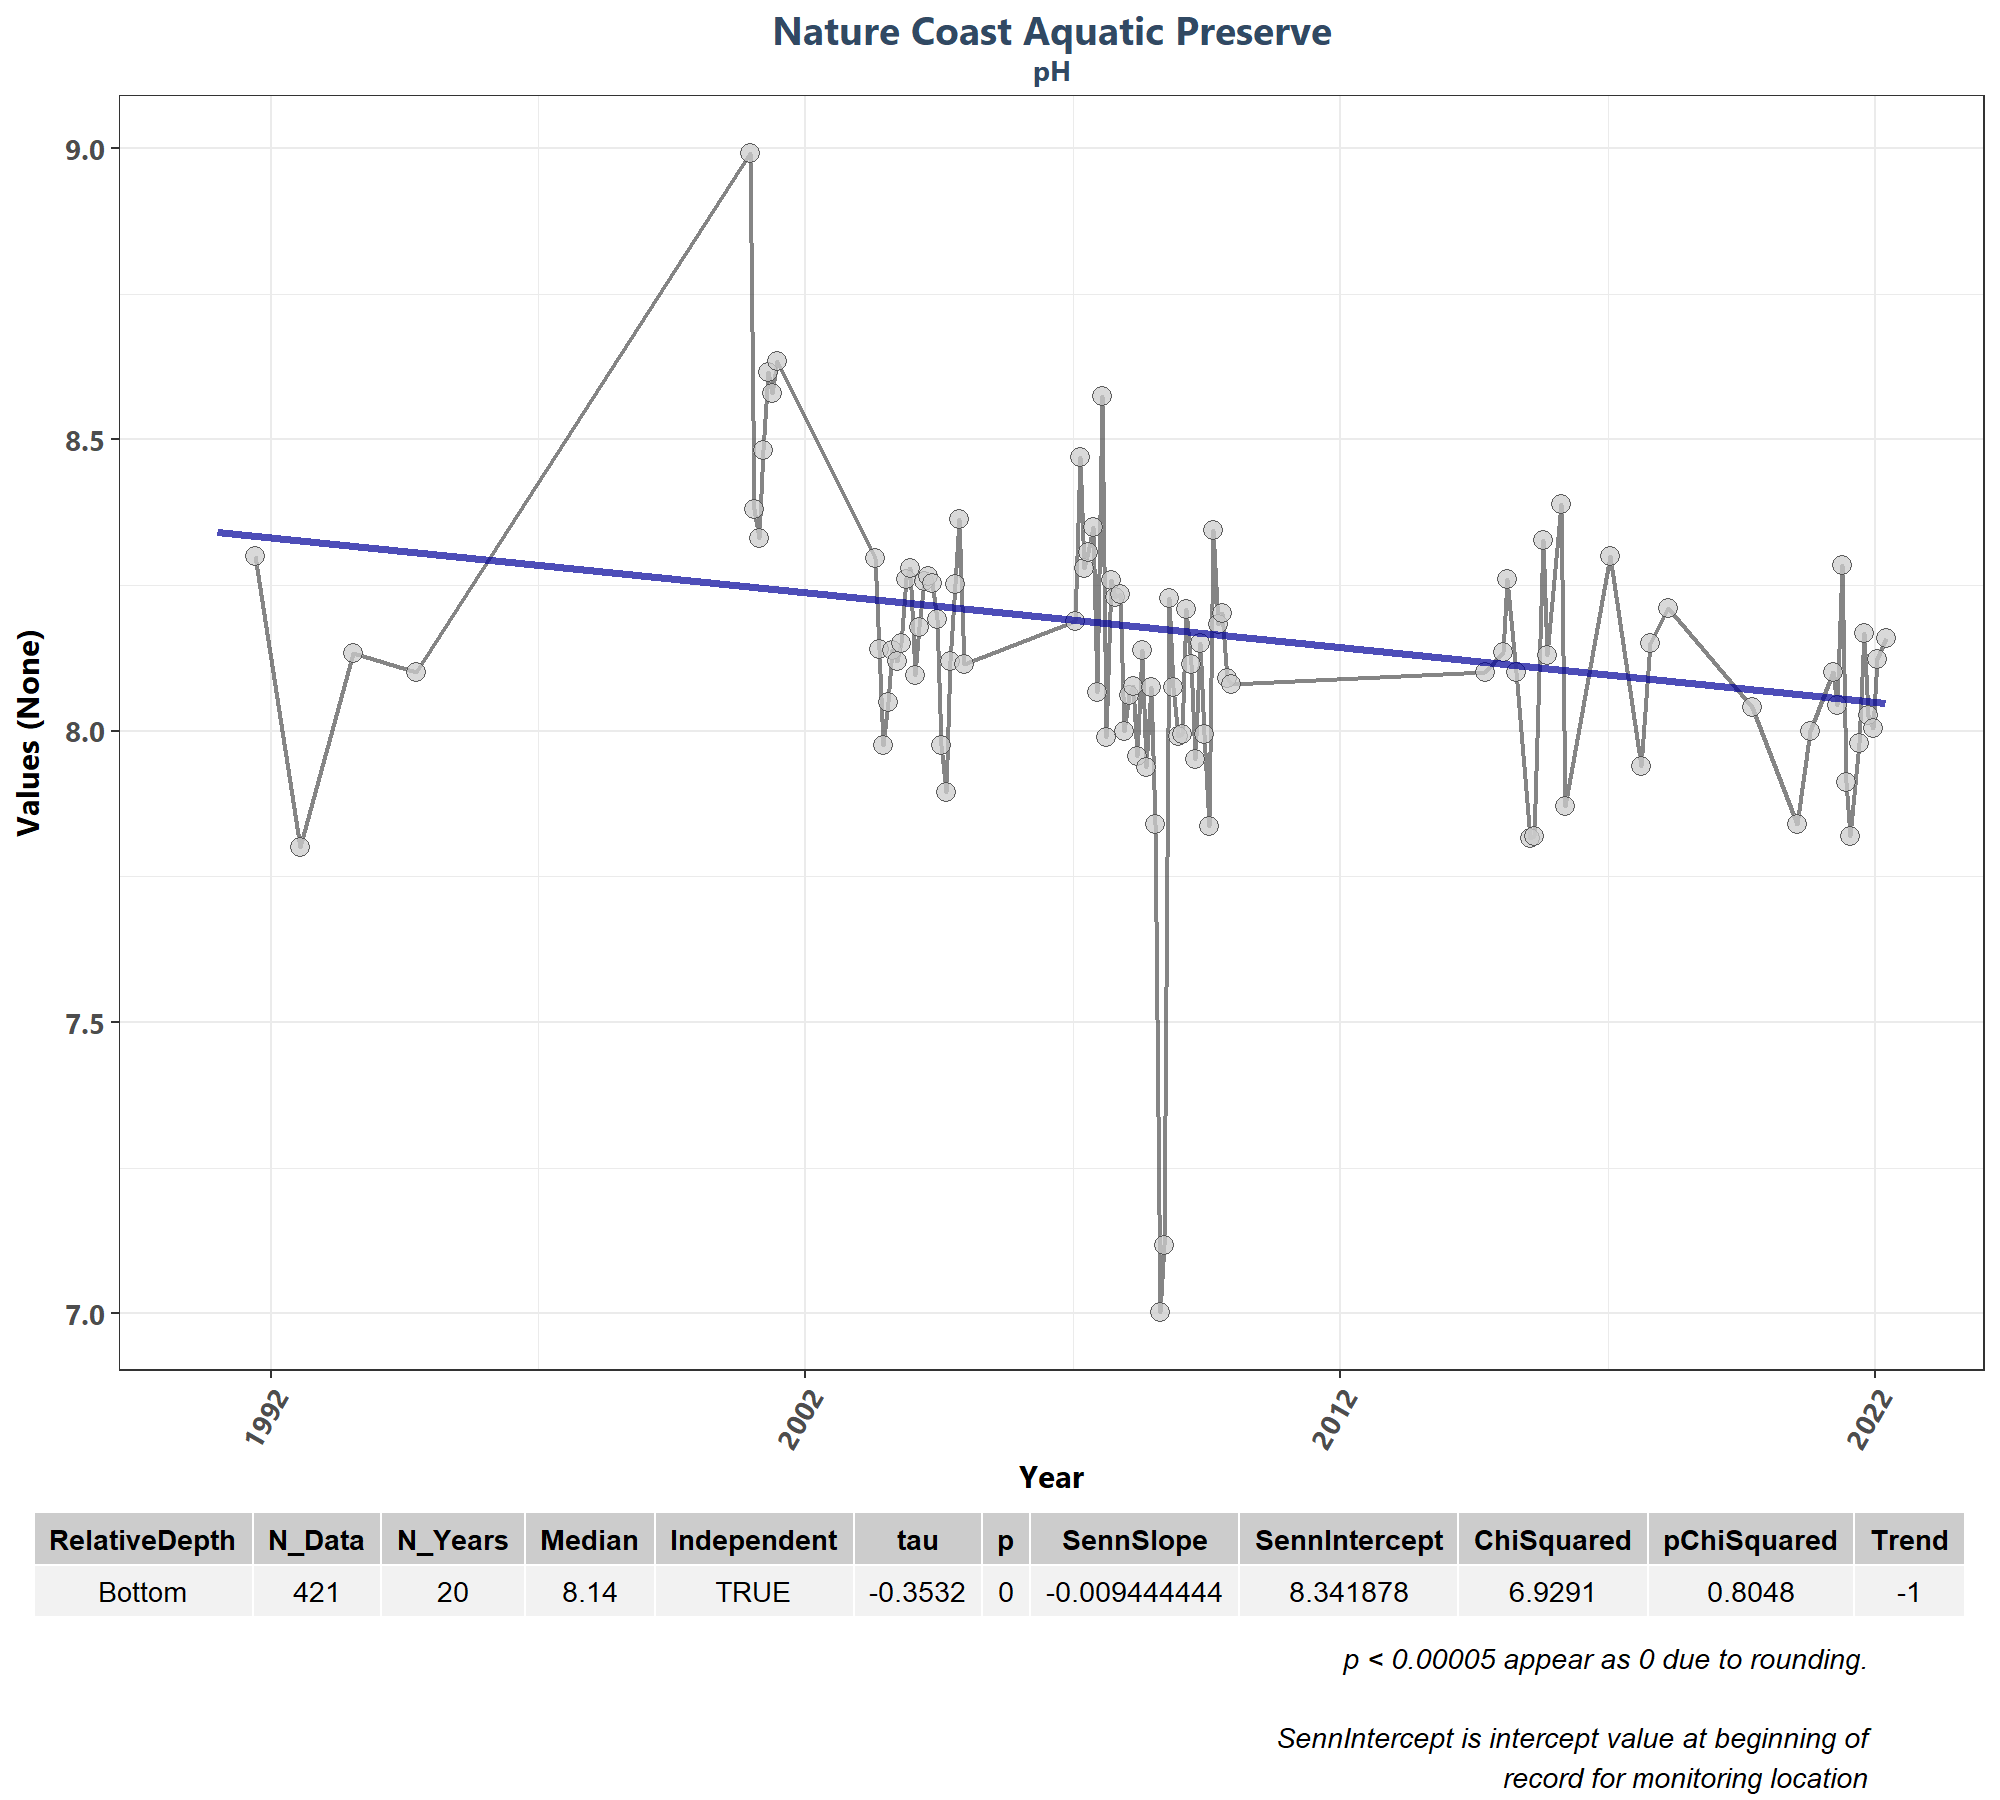 Nature Coast Aquatic Preserve
pH
9.0
8.5
8.0
7.5
7.0
Values (None)
1992
2002
2012
2022
Year
RelativeDepth N_Data N_Years Median Independent tau p SennSlope SennIntercept ChiSquared pChiSquared Trend
Bottom 421 20 8.14 TRUE -0.3532 0 -0.009444444 8.341878 6.9291 0.8048 -1
p < 0.00005 appear as 0 due to rounding.
SennIntercept is intercept value at beginning of
record for monitoring location